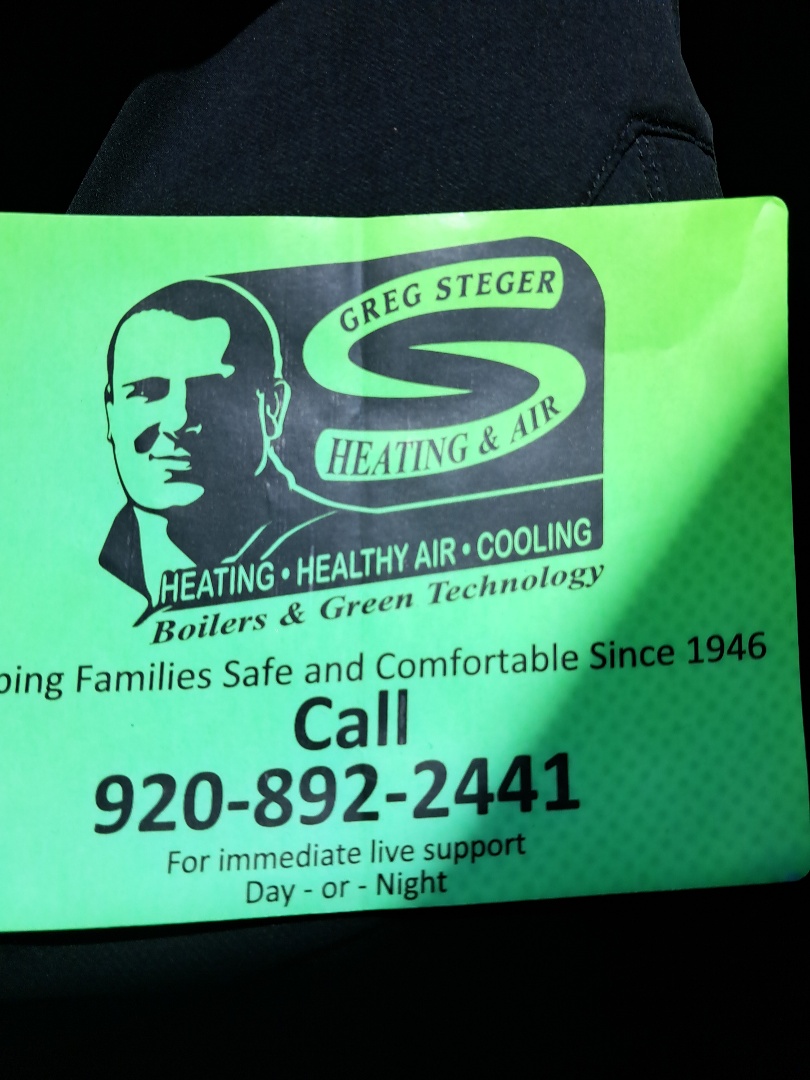 GREG STEGER
HEATING & AIR
HEATING • HEALTHY AIR • COOLING
Boilers & Green Technology
Families Safe and Comfortable Since 1946
Call
920-892-2441
For immediate live support
Day - or - Night